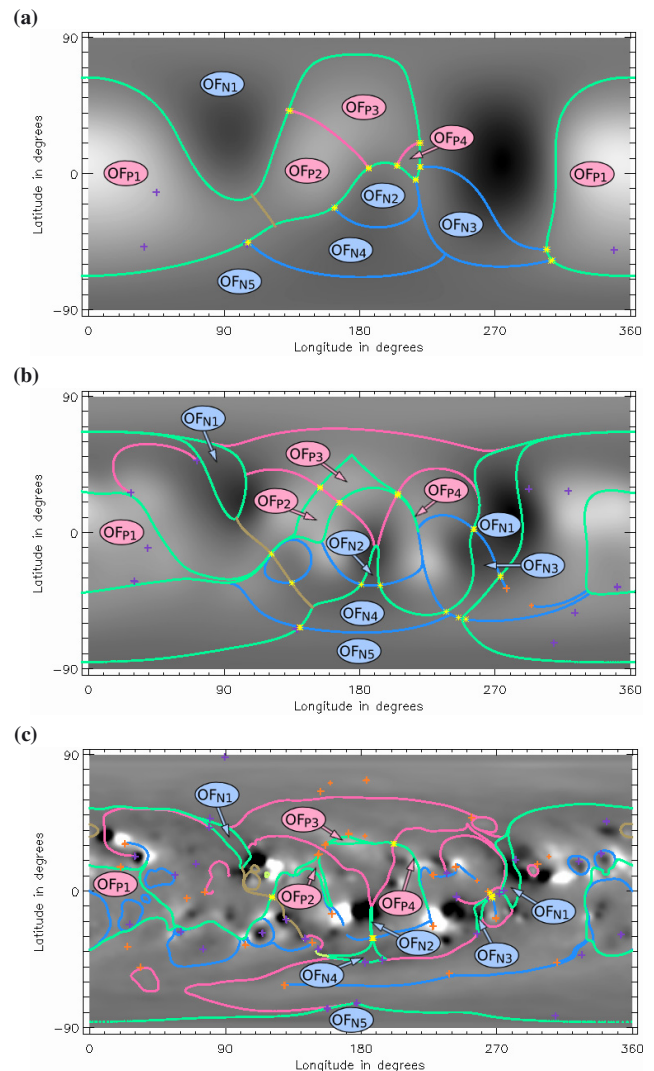 (a)
90
OFN1
OFP3
OFP4
OFP1
OFP1
OFP2
OFN2
OFN3
OFN4
OFN5
0
-90
0 90 180 270 360
Latitude in degrees
Longitude in degrees
(b)
90
OFN1
OFP3
OFP2
OFP4
OFN1
OFP1
OFN2
OFN3
OFN4
OFN5
0
-90
0 90 180 270 360
Latitude in degrees
Longitude in degrees
(c)
90
OFN1
OFP3
OFP1
OFP2
OFP4
OFN1
OFN2
OFN3
OFN4
OFN5
0
-90
0 90 180 270 360
Latitude in degrees
Longitude in degrees